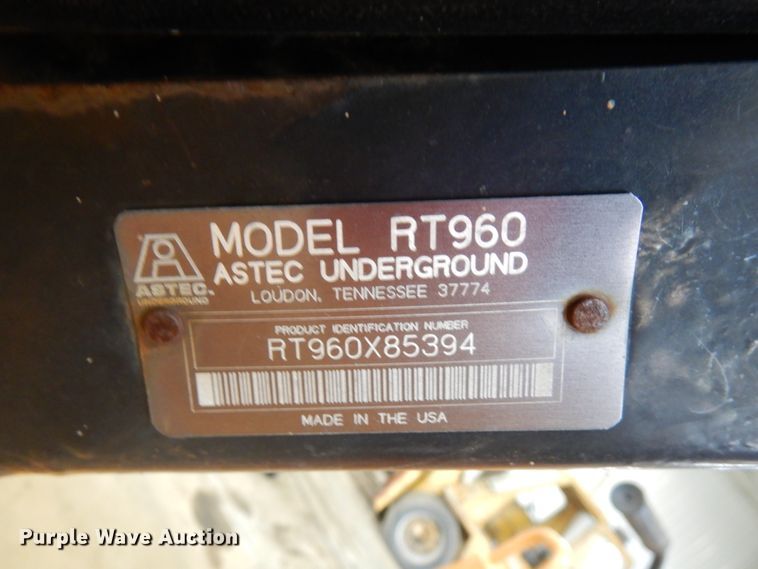 MODEL RT960
ASTEC UNDERGROUND
LOUDON, TENNESSEE 37774
ASTEC.
UNDERGROUND
PRODUCT IDENTIFICATION NUMBER
RT960X85394
MADE IN THE USA
Purple Wave Auction